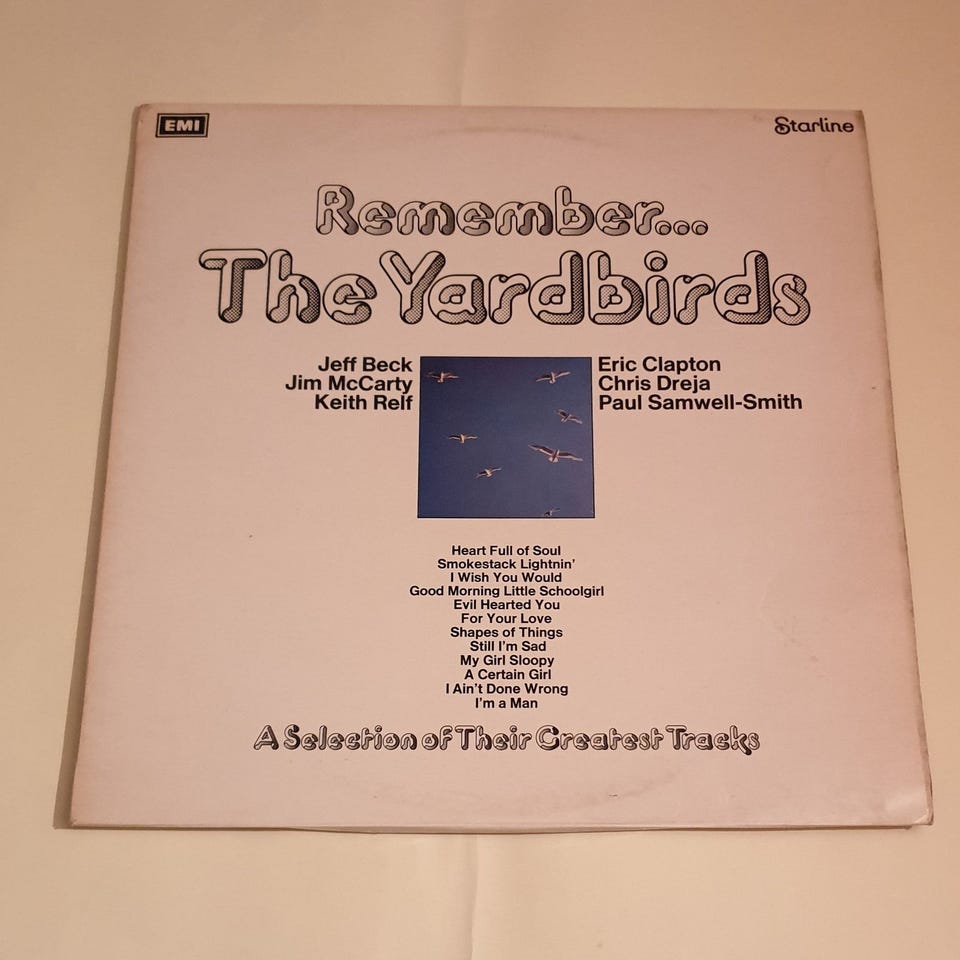 EMI
Starline
Remember...
The Yardbirds
Jeff Beck
Jim McCarty
Keith Relf
Eric Clapton
Chris Dreja
Paul Samwell-Smith
Heart Full of Soul
Smokestack Lightnin'
I Wish You Would
Good Morning Little Schoolgirl
Evil Hearted You
For Your Love
Shapes of Things
Still I'm Sad
My Girl Sloopy
A Certain Girl
I Ain't Done Wrong
I'm a Man
A Selection of Their Greatest Tracks